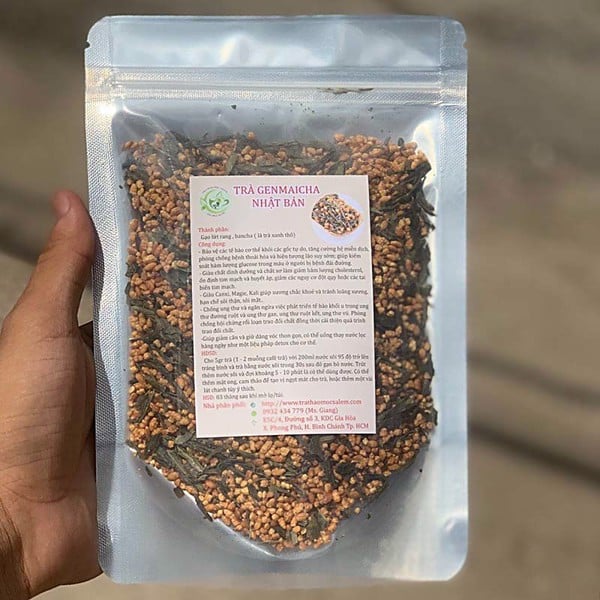 TRÀ GENMAICHA
NHẬT BẢN
Thành phần:
Gạo lứt rang , bancha ( lá trà xanh thô)
Công dụng:
- Bảo vệ các tế bào cơ thể khỏi các gốc tự do, tăng cường hệ miễn dịch,
phòng chống bệnh thoát hóa và hiện tượng lão suy sớm; giúp kiểm
soát hàm lượng glucose trong máu ở người bị bệnh đái đường.
- Giàu chất dinh dưỡng và chất xơ làm giảm hàm lượng cholesterol,
ổn định tim mạch và huyết áp, giảm các nguy cơ đột quỵ hoặc các tai
biến tim mạch.
- Giàu Canxi, Magie, Kali giúp xương chắc khoẻ và tránh loãng xương,
hạn chế sỏi thận, sỏi mật..
- Chống ung thư và ngăn ngừa việc phát triển tế bào khối u trong ung
thư đường ruột và ung thư gan, ung thư ruột kết, ung thư vú. Phòng
chống hội chứng rối loạn trao đổi chất đồng thời cải thiện quá trình
trao đổi chất.
-Giúp giảm cân và giữ dáng vóc thon gọn, có thể uống thay nước lọc
hàng ngày như một liệu pháp detox cho cơ thể.
HDSD:
Cho 5gr trà (1 - 2 muỗng café trà) với 200ml nước sôi 95 độ trở lên
tráng bình và trà bằng nước sôi trong 30s sau đó gạn bỏ nước. Trút
thêm nước sôi và đợi khoảng 5 - 10 phút là có thể dùng được. Có thể
thêm mật ong, cam thảo để tạo vị ngọt mát cho trà, hoặc thêm một vài
lát chanh tùy ý thích.
HSD: 03 tháng sau khi mở lọ/túi.
Nhà phân phối: http://www.trathaomocsalem.com
0932 434 779 (Ms. Giang)
E5C/4, Đường số 3, KDC Gia Hòa
X. Phong Phú, H. Bình Chánh Tp. HCM